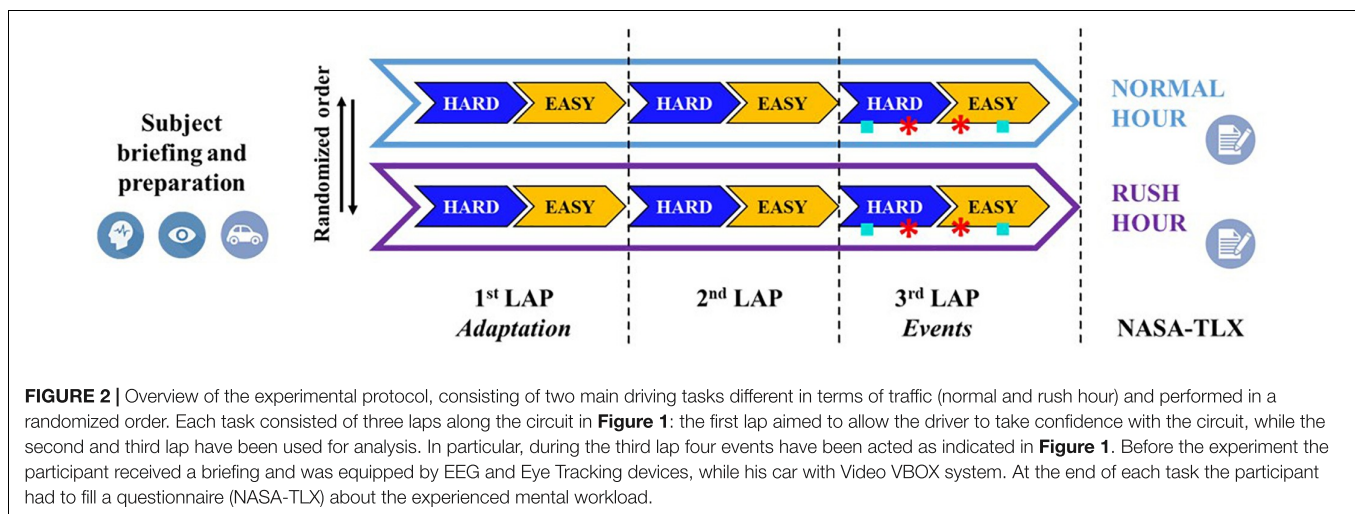 Subject
briefing and
preparation
Randomized order
HARD EASY HARD EASY HARD EASY
NORMAL
HOUR
HARD EASY HARD EASY HARD EASY
RUSH
HOUR
1st LAP
Adaptation
2nd LAP
3rd LAP
Events
NASA-TLX
FIGURE 2 | Overview of the experimental protocol, consisting of two main driving tasks different in terms of traffic (normal and rush hour) and performed in a
randomized order. Each task consisted of three laps along the circuit in Figure 1: the first lap aimed to allow the driver to take confidence with the circuit, while the
second and third lap have been used for analysis. In particular, during the third lap four events have been acted as indicated in Figure 1. Before the experiment the
participant received a briefing and was equipped by EEG and Eye Tracking devices, while his car with Video VBOX system. At the end of each task the participant
had to fill a questionnaire (NASA-TLX) about the experienced mental workload.